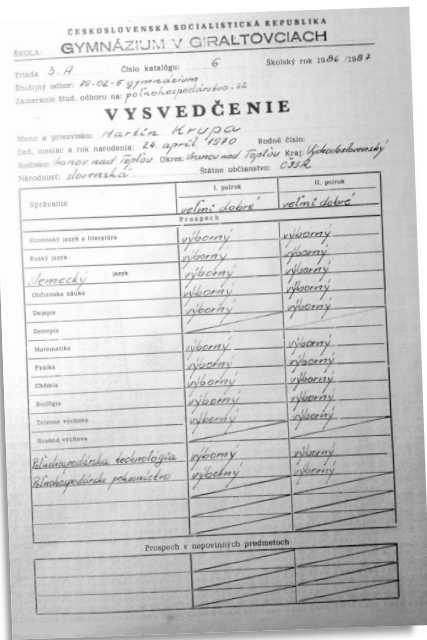 ČESKOSLOVENSKÁ SOCIALISTICKÁ REPUBLIKA
ŠKOLA: GYMNÁZIUM V GIRALTOVCIACH
Trieda 3. A Číslo katalógu: 6 Školský rok 1986/1987
Študijný odbor: 79-02-5 gymnázium
Zameranie štud. odboru na: poľnohospodárstvo -42
VYSVEDČENIE
Meno a priezvisko: Martin Krupa
Deň, mesiac a rok narodenia: 24. apríl 1970 Rodné číslo:
Rodisko: Vranov nad Topľou Okres: Vranov nad Topľou Kraj: Východoslovenský
Národnosť: slovenská Štátne občianstvo: ČSSR
I. polrok II. polrok
Správanie veľmi dobré veľmi dobré
Prospech
Slovenský jazyk a literatúra výborný výborný
Ruský jazyk výborný výborný
Nemecký jazyk výborný výborný
Občianska náuka výborný výborný
Dejepis výborný výborný
Zemepis
Matematika výborný výborný
Fyzika výborný výborný
Chémia výborný výborný
Biológia výborný výborný
Telesná výchova výborný výborný
Branná výchova
Poľnohospodárska technológia výborný výborný
Poľnohospodárske výborný výborný
Prospech v nepovinných predmetoch